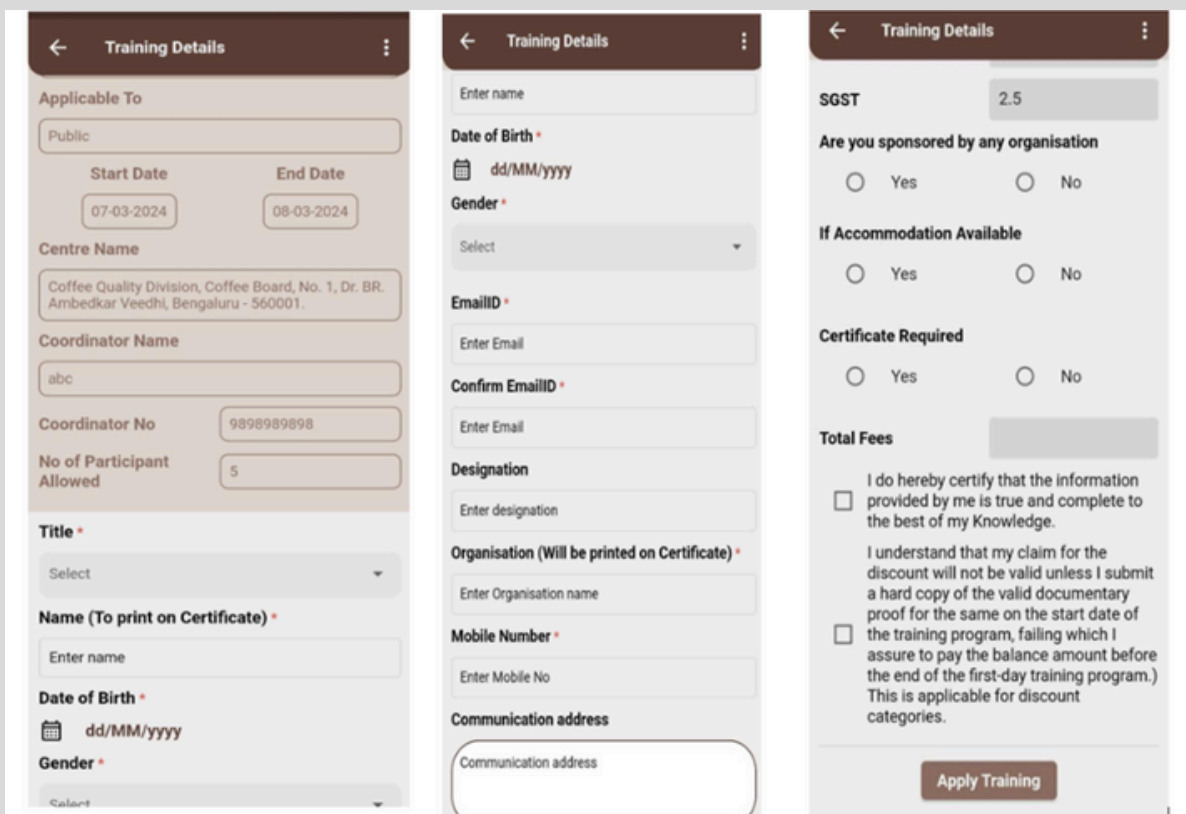 Training Details
Applicable To
Public
Start Date End Date
07-03-2024 08-03-2024
Centre Name
Coffee Quality Division, Coffee Board, No. 1, Dr. BR.
Ambedkar Veedhi, Bengaluru - 560001.
Coordinator Name
abc
Coordinator No 9898989898
No of Participant
Allowed
5
Title *
Select
Name (To print on Certificate) *
Enter name
Date of Birth *
dd/MM/yyyy
Gender *
Select
Training Details
Enter name
Date of Birth *
dd/MM/yyyy
Gender *
Select
EmailID *
Enter Email
Confirm EmailID *
Enter Email
Designation
Enter designation
Organisation (Will be printed on Certificate) *
Enter Organisation name
Mobile Number *
Enter Mobile No
Communication address
Communication address
Training Details
SGST 2.5
Are you sponsored by any organisation
Yes No
If Accommodation Available
Yes No
Certificate Required
Yes No
Total Fees
I do hereby certify that the information
provided by me is true and complete to
the best of my Knowledge.
I understand that my claim for the
discount will not be valid unless I submit
a hard copy of the valid documentary
proof for the same on the start date of
the training program, failing which I
assure to pay the balance amount before
the end of the first-day training program.)
This is applicable for discount
categories.
Apply Training